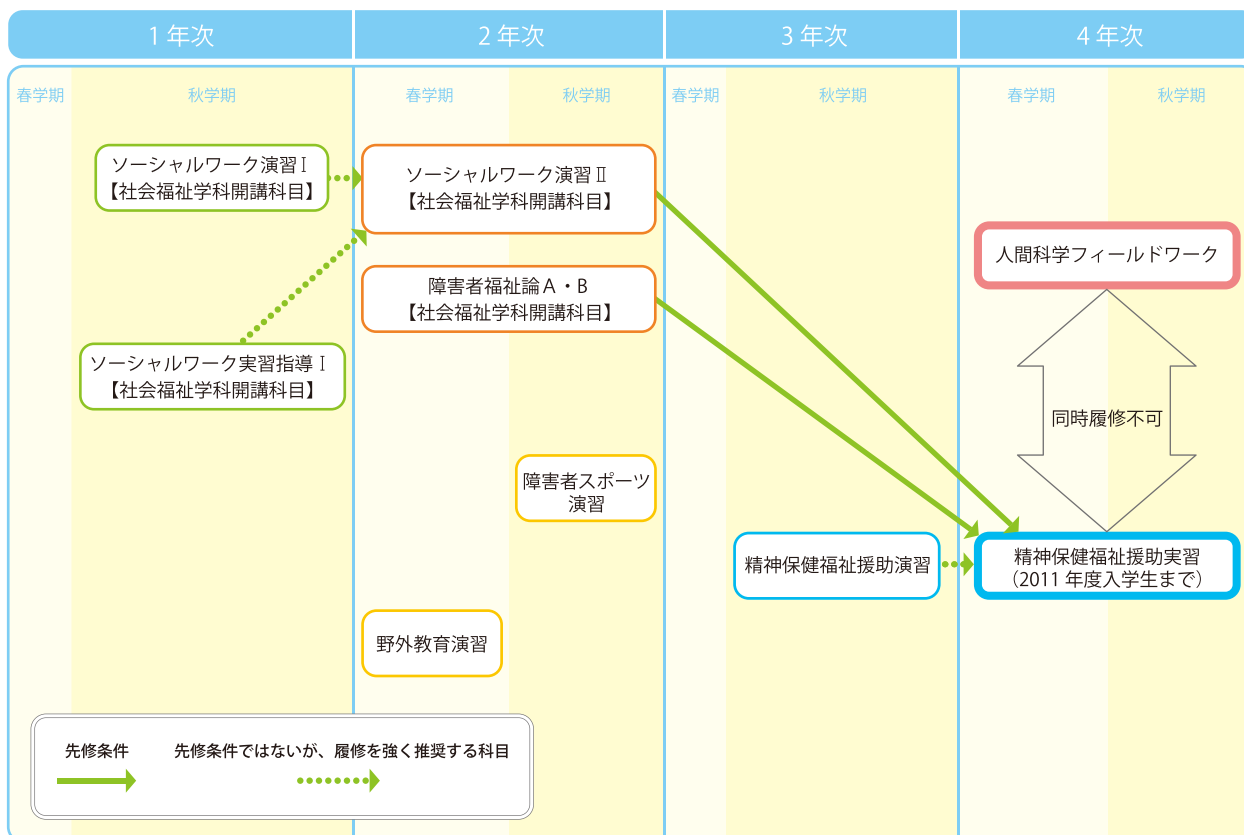 1 年次
2 年次
3 年次
4 年次
春学期
秋学期
春学期
秋学期
春学期
秋学期
春学期
秋学期
ソーシャルワーク演習Ⅰ
【社会福祉学科開講科目】
ソーシャルワーク演習Ⅱ
【社会福祉学科開講科目】
人間科学フィールドワーク
障害者福祉論A・B
【社会福祉学科開講科目】
ソーシャルワーク実習指導Ⅰ
【社会福祉学科開講科目】
同時履修不可
障害者スポーツ
演習
精神保健福祉援助演習
精神保健福祉援助実習
（2011 年度入学生まで）
野外教育演習
先修条件
先修条件ではないが、履修を強く推奨する科目